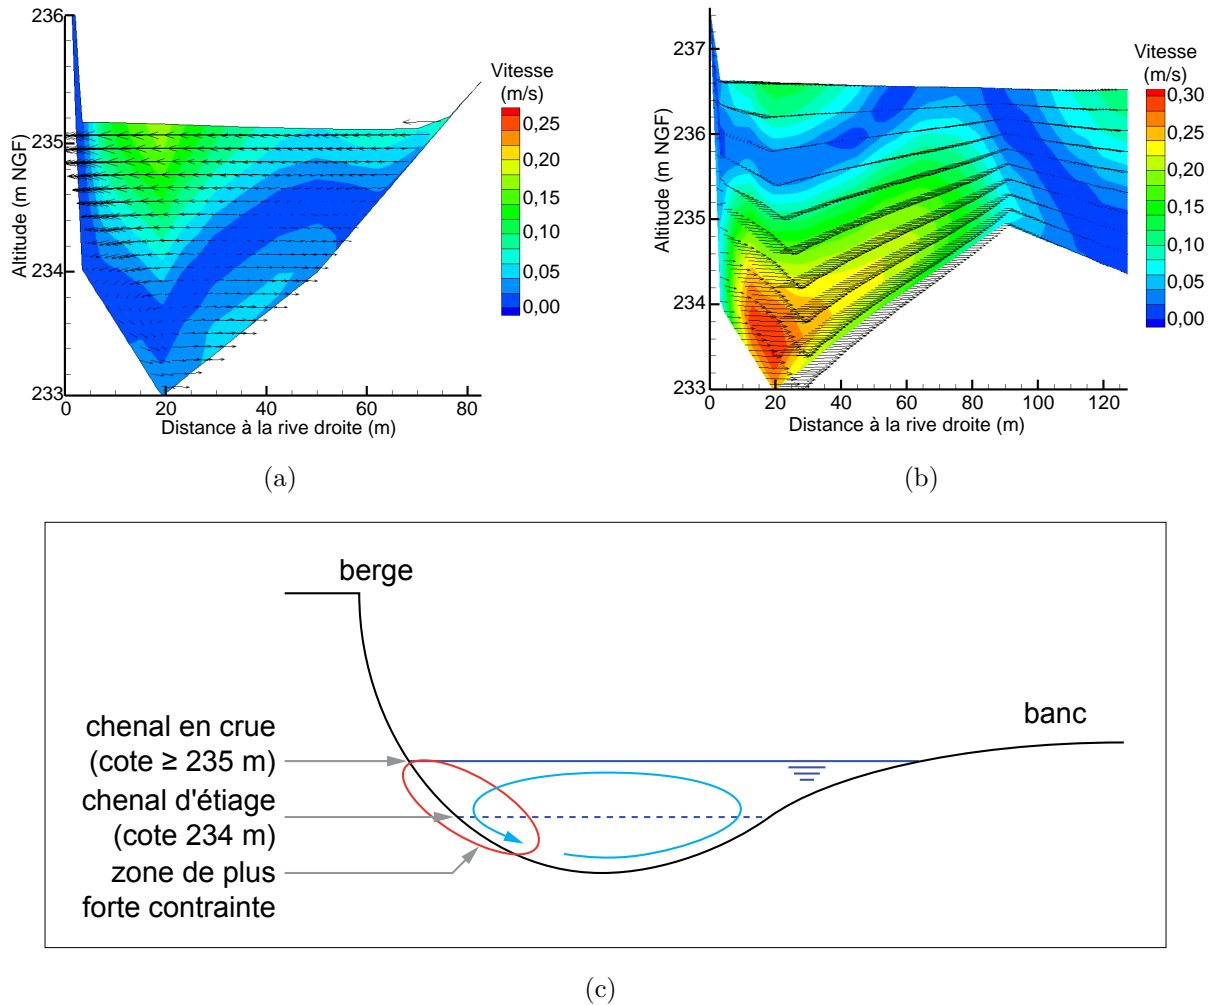 236
235
234
233
0
20
40
60
80
Altitude (m NGF)
Distance à la rive droite (m)
Vitesse
(m/s)
0,25
0,20
0,15
0,10
0,05
0,00
(a)
237
236
235
234
233
0
20
40
60
80
100
120
Altitude (m NGF)
Distance à la rive droite (m)
Vitesse
(m/s)
0,30
0,25
0,20
0,15
0,10
0,05
0,00
(b)
berge
banc
chenal en crue
(cote ≥ 235 m)
chenal d'étiage
(cote 234 m)
zone de plus
forte contrainte
(c)